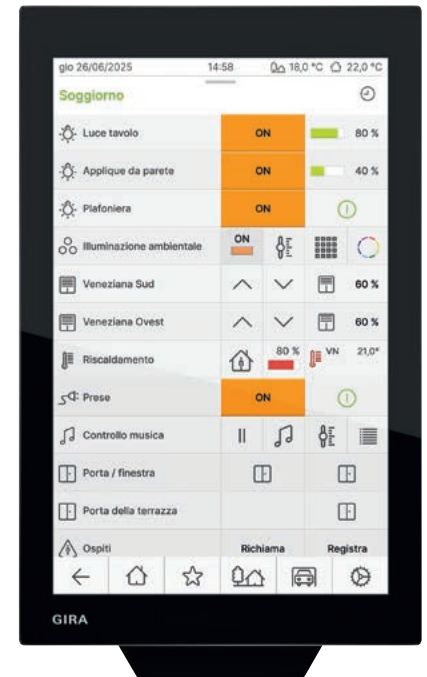 gio 26/06/2025 14:58 18,0 °C 22,0 °C
Soggiorno
Luce tavolo ON 80 %
Applique da parete ON 40 %
Plafoniera ON
Illuminazione ambientale ON
Veneziana Sud 60 %
Veneziana Ovest 60 %
Riscaldamento 80 % VN 21,0°
Prese ON
Controllo musica
Porta / finestra
Porta della terrazza
Ospiti Richiama Registra
GIRA